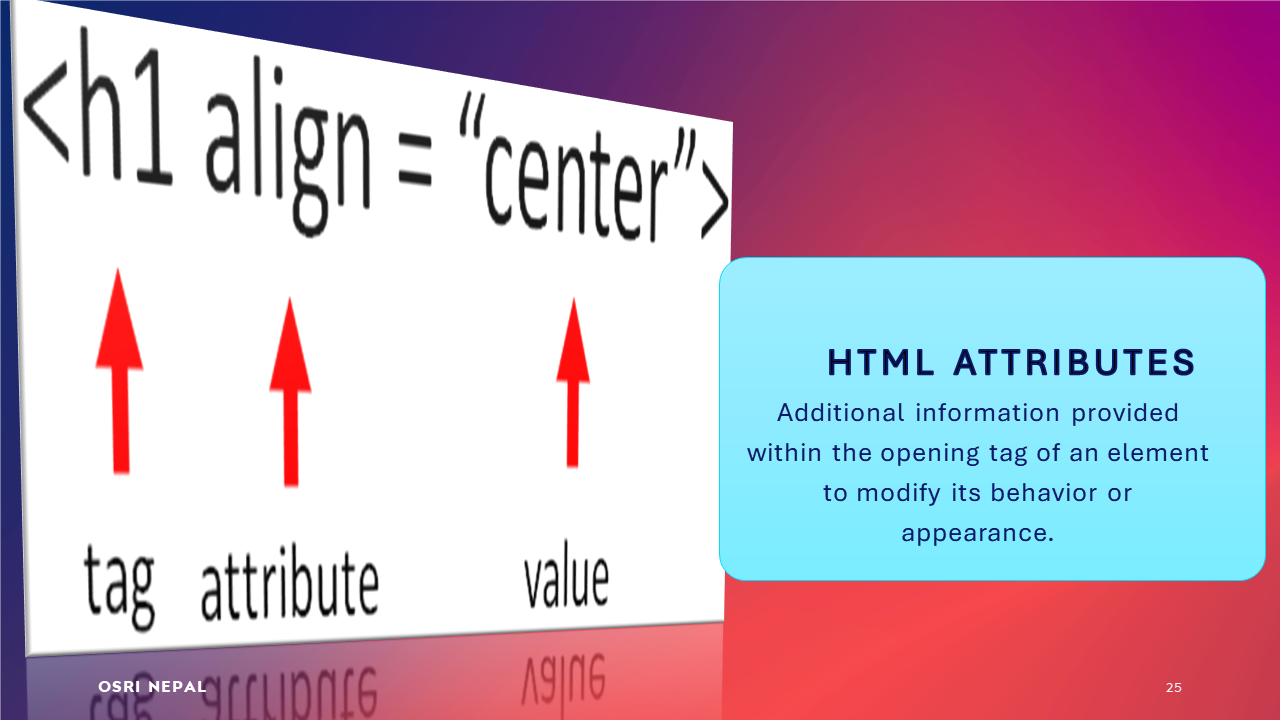 <h1 align = “center”>
tag attribute value
HTML ATTRIBUTES
Additional information provided
within the opening tag of an element
to modify its behavior or
appearance.
OSRI NEPAL
25